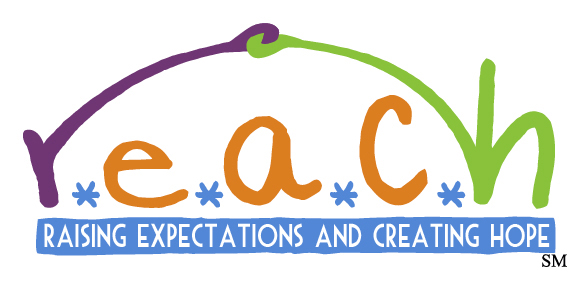 r*e*a*c*h
RAISING EXPECTATIONS AND CREATING HOPE
SM